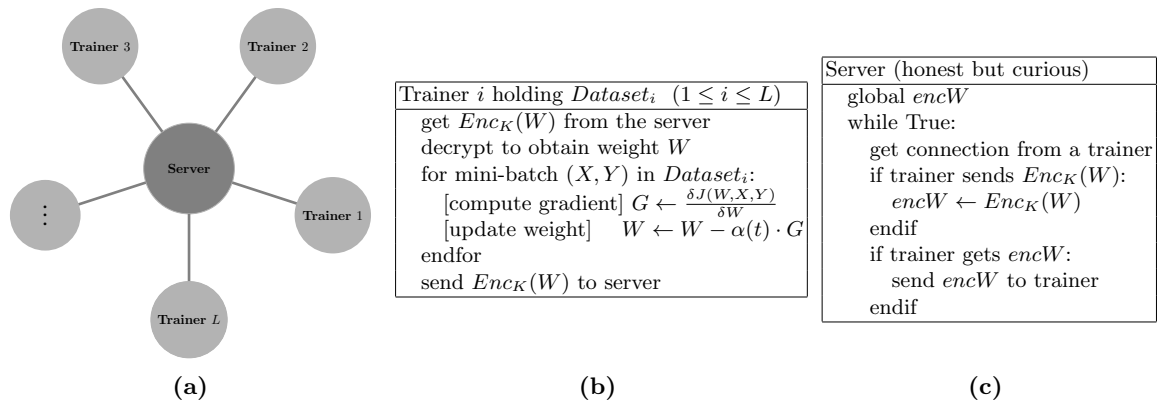 Trainer 3
Trainer 2
Server
⋮
Trainer 1
Trainer L
(a)
Trainer i holding Dataset_i (1 ≤ i ≤ L)
get Enc_K(W) from the server
decrypt to obtain weight W
for mini-batch (X, Y) in Dataset_i:
[compute gradient] G ← δJ(W,X,Y)/δW
[update weight] W ← W − α(t) · G
endfor
send Enc_K(W) to server
(b)
Server (honest but curious)
global encW
while True:
get connection from a trainer
if trainer sends Enc_K(W):
encW ← Enc_K(W)
endif
if trainer gets encW:
send encW to trainer
endif
(c)